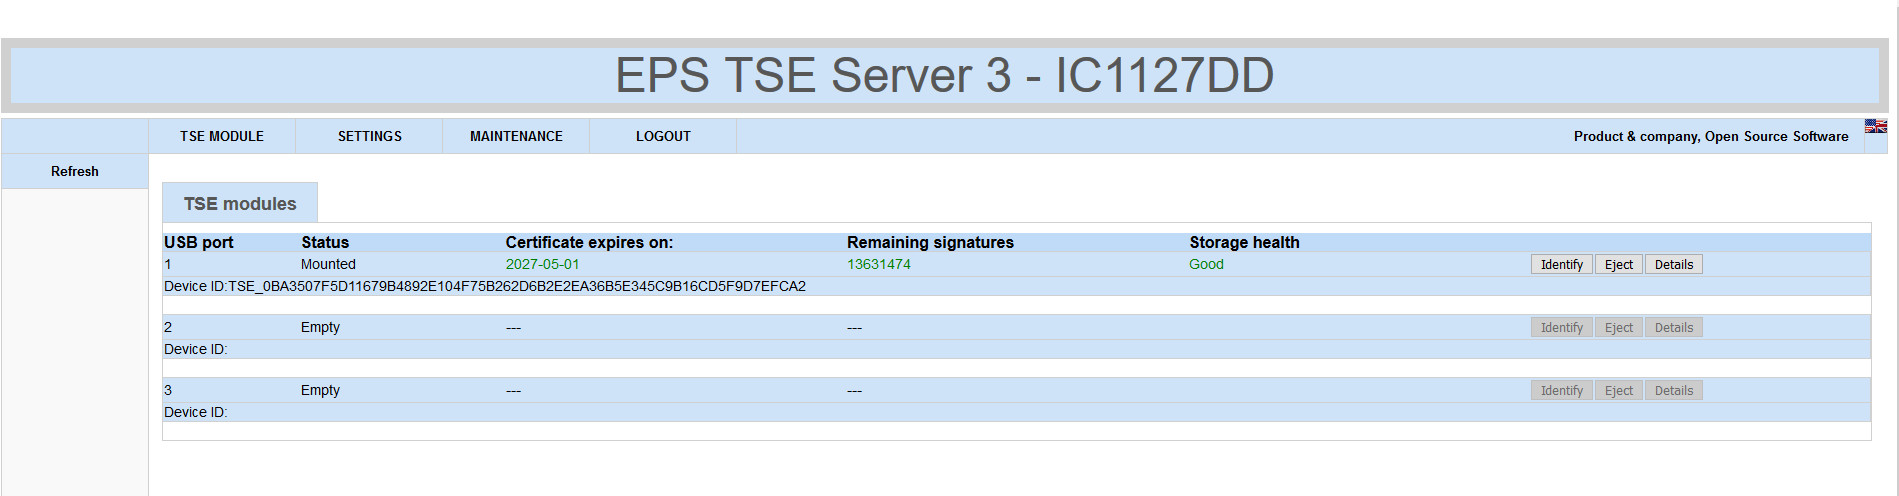 EPS TSE Server 3 - IC1127DD
TSE MODULE SETTINGS MAINTENANCE LOGOUT Product & company, Open Source Software
Refresh
TSE modules
USB port Status Certificate expires on: Remaining signatures Storage health
1 Mounted 2027-05-01 13631474 Good Identify Eject Details
Device ID:TSE_0BA3507F5D11679B4892E104F75B262D6B2E2EA36B5E345C9B16CD5F9D7EFCA2
2 Empty --- --- Identify Eject Details
Device ID:
3 Empty --- --- Identify Eject Details
Device ID: